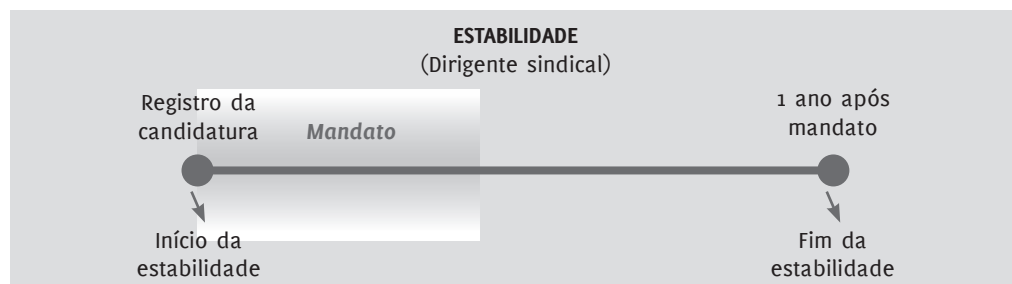 ESTABILIDADE
(Dirigente sindical)
Registro da
candidatura
Mandato
1 ano após
mandato
Início da
estabilidade
Fim da
estabilidade